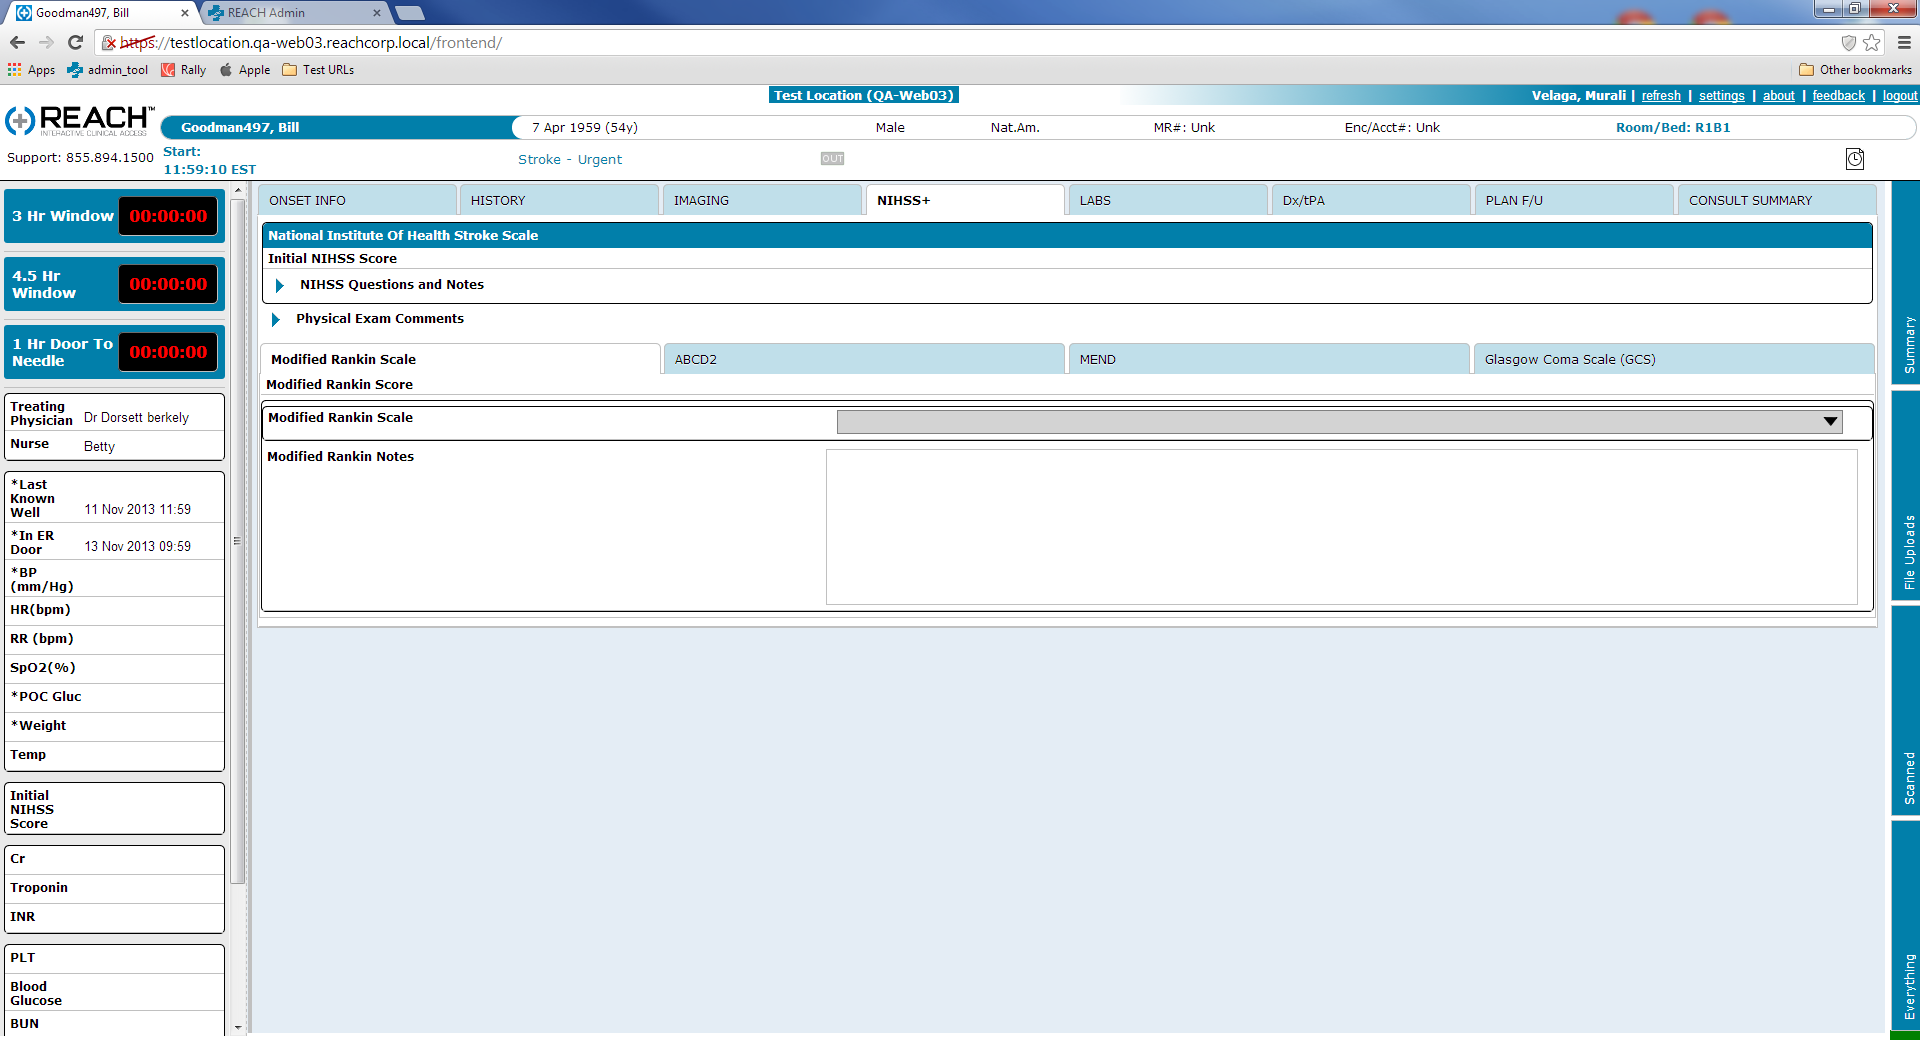 Goodman497, Bill
REACH Admin
https://testlocation.qa-web03.reachcorp.local/frontend/
Apps
admin_tool
Rally
Apple
Test URLs
Other bookmarks
Test Location (QA-Web03)
Velaga, Murali | refresh | settings | about | feedback | logout
REACH™
INTERACTIVE CLINICAL ACCESS
Goodman497, Bill
7 Apr 1959 (54y)
Male
Nat.Am.
MR#: Unk
Enc/Acct#: Unk
Room/Bed: R1B1
Support: 855.894.1500
Start:
11:59:10 EST
Stroke - Urgent
OUT
3 Hr Window
00:00:00
4.5 Hr
Window
00:00:00
1 Hr Door To
Needle
00:00:00
Treating
Physician
Dr Dorsett berkely
Nurse
Betty
*Last
Known
Well
11 Nov 2013 11:59
*In ER
Door
13 Nov 2013 09:59
*BP
(mm/Hg)
HR(bpm)
RR (bpm)
SpO2(%)
*POC Gluc
*Weight
Temp
Initial
NIHSS
Score
Cr
Troponin
INR
PLT
Blood
Glucose
BUN
ONSET INFO
HISTORY
IMAGING
NIHSS+
LABS
Dx/tPA
PLAN F/U
CONSULT SUMMARY
National Institute Of Health Stroke Scale
Initial NIHSS Score
NIHSS Questions and Notes
Physical Exam Comments
Modified Rankin Scale
ABCD2
MEND
Glasgow Coma Scale (GCS)
Modified Rankin Score
Modified Rankin Scale
Modified Rankin Notes
Summary
File Uploads
Scanned
Everything